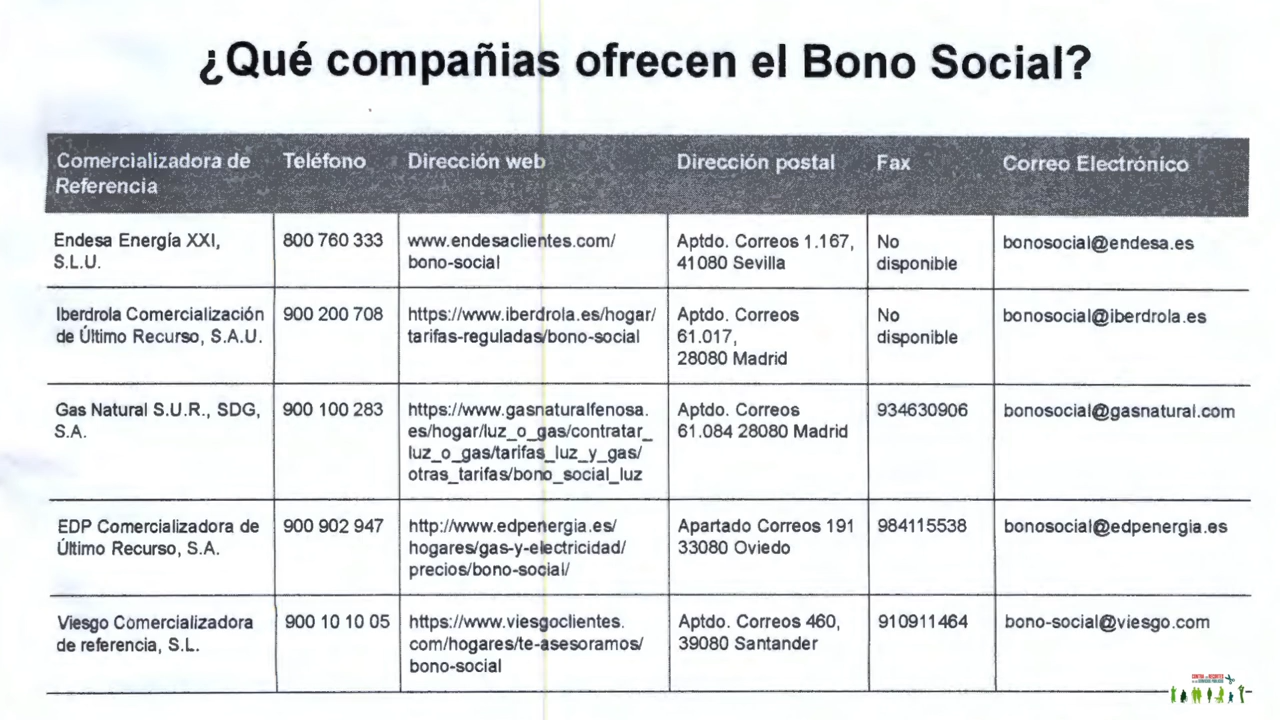 ¿Qué compañias ofrecen el Bono Social?
Comercializadora de
Referencia
Teléfono
Dirección web
Dirección postal
Fax
Correo Electrónico
Endesa Energía XXI,
S.L.U.
800 760 333
www.endesaclientes.com/
bono-social
Aptdo. Correos 1.167,
41080 Sevilla
No
disponible
bonosocial@endesa.es
Iberdrola Comercialización
de Último Recurso, S.A.U.
900 200 708
https://www.iberdrola.es/hogar/
tarifas-reguladas/bono-social
Aptdo. Correos
61.017,
28080 Madrid
No
disponible
bonosocial@iberdrola.es
Gas Natural S.U.R., SDG,
S.A.
900 100 283
https://www.gasnaturalfenosa.
es/hogar/luz_o_gas/contratar_
luz_o_gas/tarifas_luz_y_gas/
otras_tarifas/bono_social_luz
Aptdo. Correos
61.084 28080 Madrid
934630906
bonosocial@gasnatural.com
EDP Comercializadora de
Último Recurso, S.A.
900 902 947
http://www.edpenergia.es/
hogares/gas-y-electricidad/
precios/bono-social/
Apartado Correos 191
33080 Oviedo
984115538
bonosocial@edpenergia.es
Viesgo Comercializadora
de referencia, S.L.
900 10 10 05
https://www.viesgoclientes.
com/hogares/te-asesoramos/
bono-social
Aptdo. Correos 460,
39080 Santander
910911464
bono-social@viesgo.com